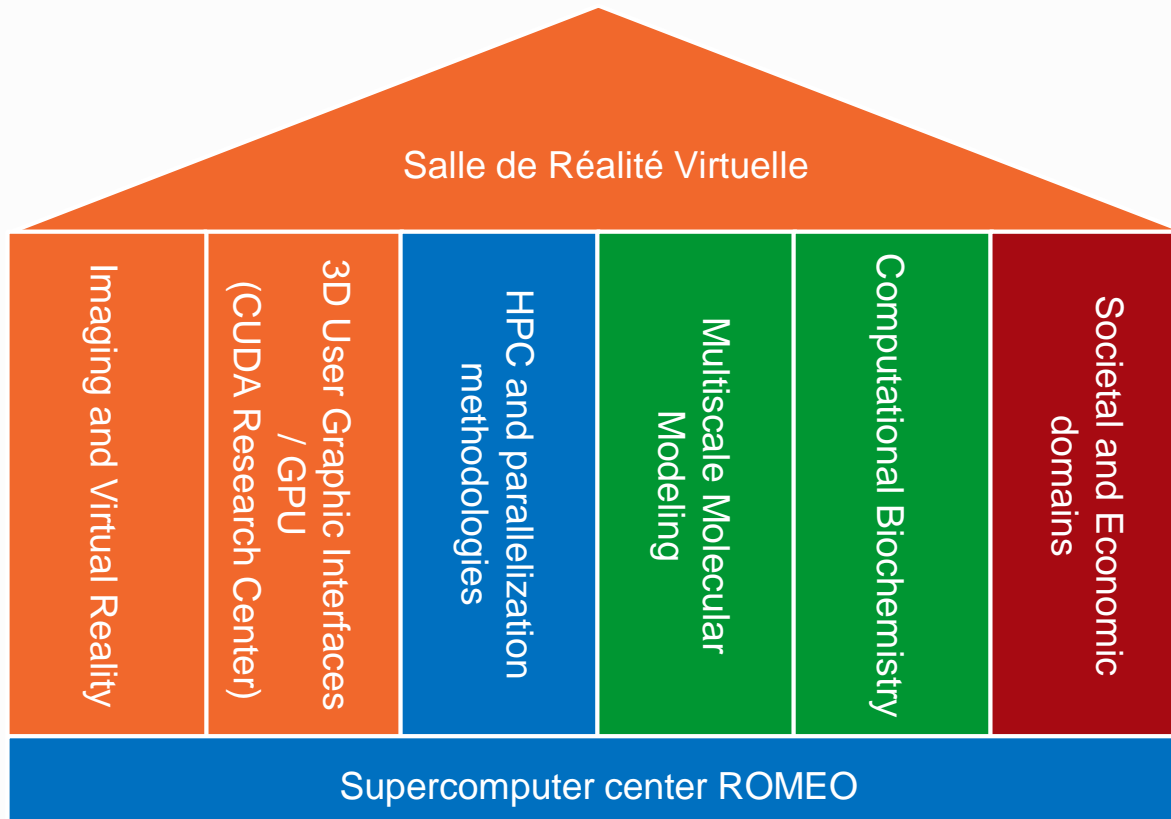 Salle de Réalité Virtuelle
Imaging and Virtual Reality
3D User Graphic Interfaces
/ GPU
(CUDA Research Center)
HPC and parallelization
methodologies
Multiscale Molecular
Modeling
Computational Biochemistry
Societal and Economic
domains
Supercomputer center ROMEO